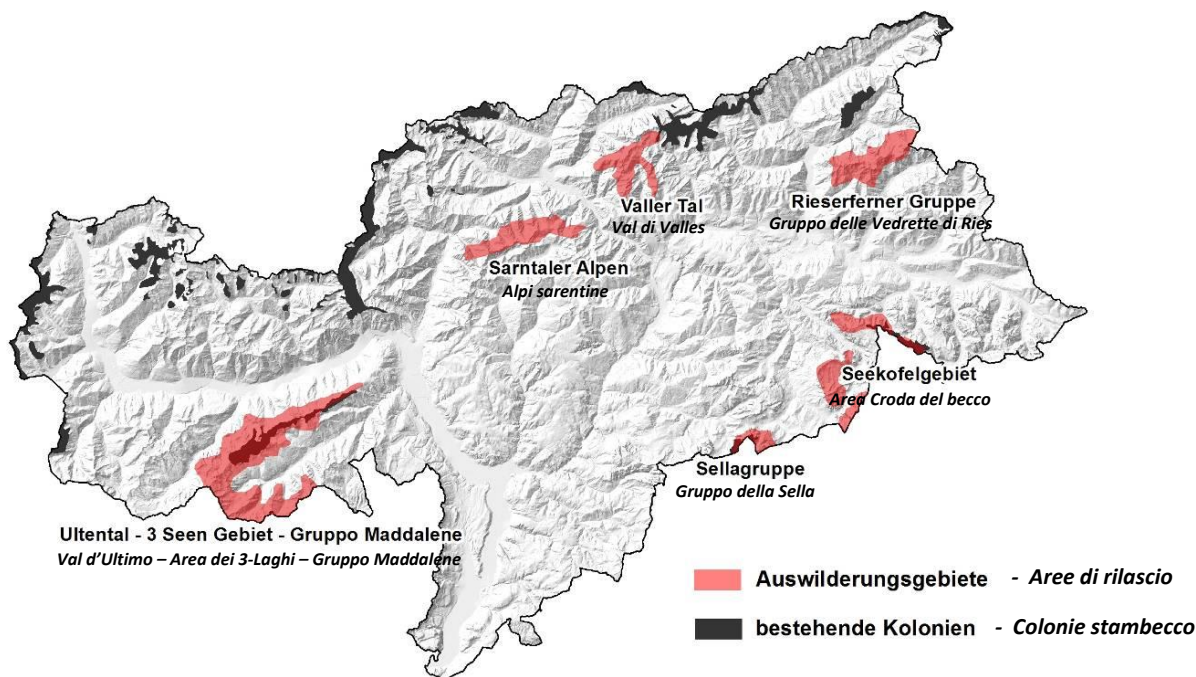 Valler Tal
Val di Valles
Rieserferner Gruppe
Gruppo delle Vedrette di Ries
Sarntaler Alpen
Alpi sarentine
Seekofelgebiet
Area Croda del becco
Sellagruppe
Gruppo della Sella
Ultental - 3 Seen Gebiet - Gruppo Maddalene
Val d’Ultimo – Area dei 3-Laghi – Gruppo Maddalene
Auswilderungsgebiete - Aree di rilascio
bestehende Kolonien - Colonie stambecco